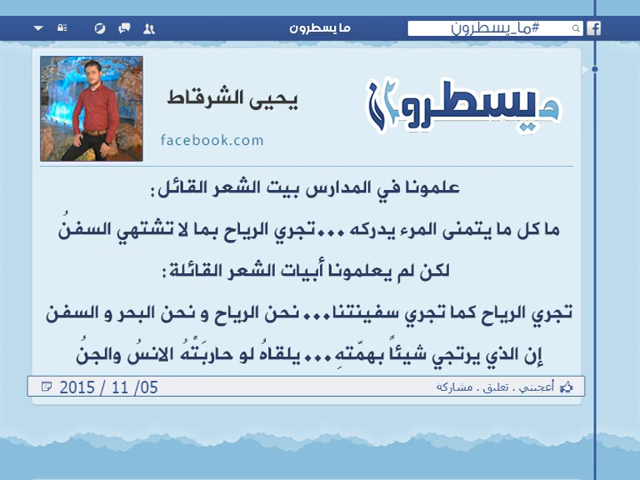 ما يسطرون
#ما_يسطرون
f
ما يسطرون
يحيى الشرقاط
facebook.com
علمونا في المدارس بيت الشعر القائل:
ما كل ما يتمنى المرء يدركه ...تجري الرياح بما لا تشتهي السفنُ
لكن لم يعلمونا أبيات الشعر القائلة:
تجري الرياح كما تجري سفينتنا...نحن الرياح و نحن البحر و السفن
إن الذي يرتجي شيئاً بهمّتهِ...يلقاهُ لو حاربَتْهُ الانسُ والجنُ
أعجبني . تعليق . مشاركة
2015 / 11 /05